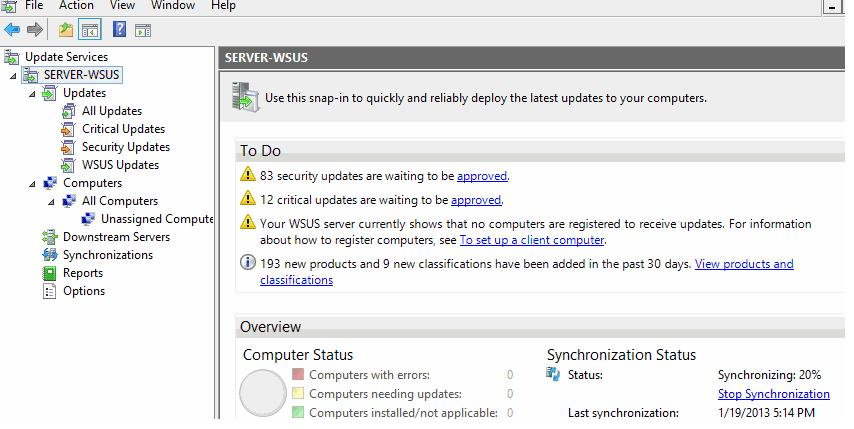 File Action View Window Help
Update Services
SERVER-WSUS
Updates
All Updates
Critical Updates
Security Updates
WSUS Updates
Computers
All Computers
Unassigned Compute
Downstream Servers
Synchronizations
Reports
Options
SERVER-WSUS
Use this snap-in to quickly and reliably deploy the latest updates to your computers.
To Do
83 security updates are waiting to be approved.
12 critical updates are waiting to be approved.
Your WSUS server currently shows that no computers are registered to receive updates. For information
about how to register computers, see To set up a client computer.
193 new products and 9 new classifications have been added in the past 30 days. View products and
classifications
Overview
Computer Status
Computers with errors: 0
Computers needing updates: 0
Computers installed/not applicable: 0
Synchronization Status
Status: Synchronizing: 20%
Stop Synchronization
Last synchronization: 1/19/2013 5:14 PM